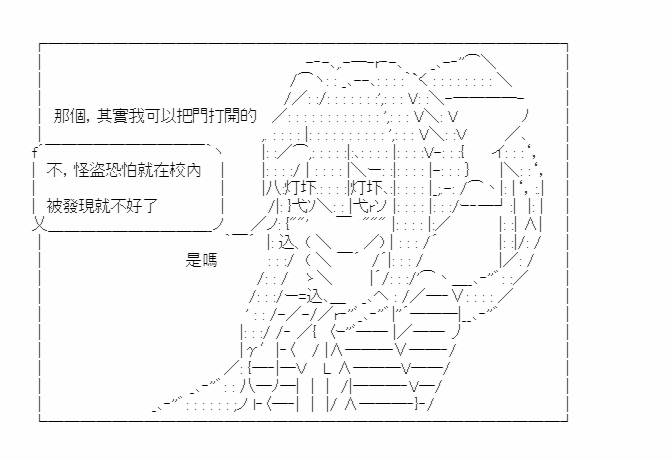 那個，其實我可以把門打開的
不，怪盜恐怕就在校內
被發現就不好了
是嗎